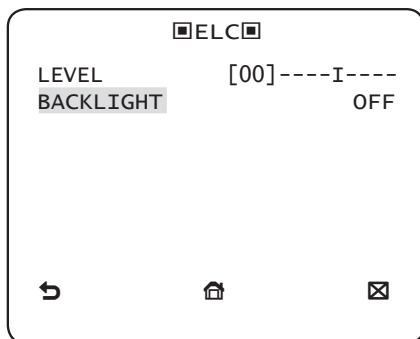 ▣ELC▣
LEVEL [00]----I----
BACKLIGHT OFF